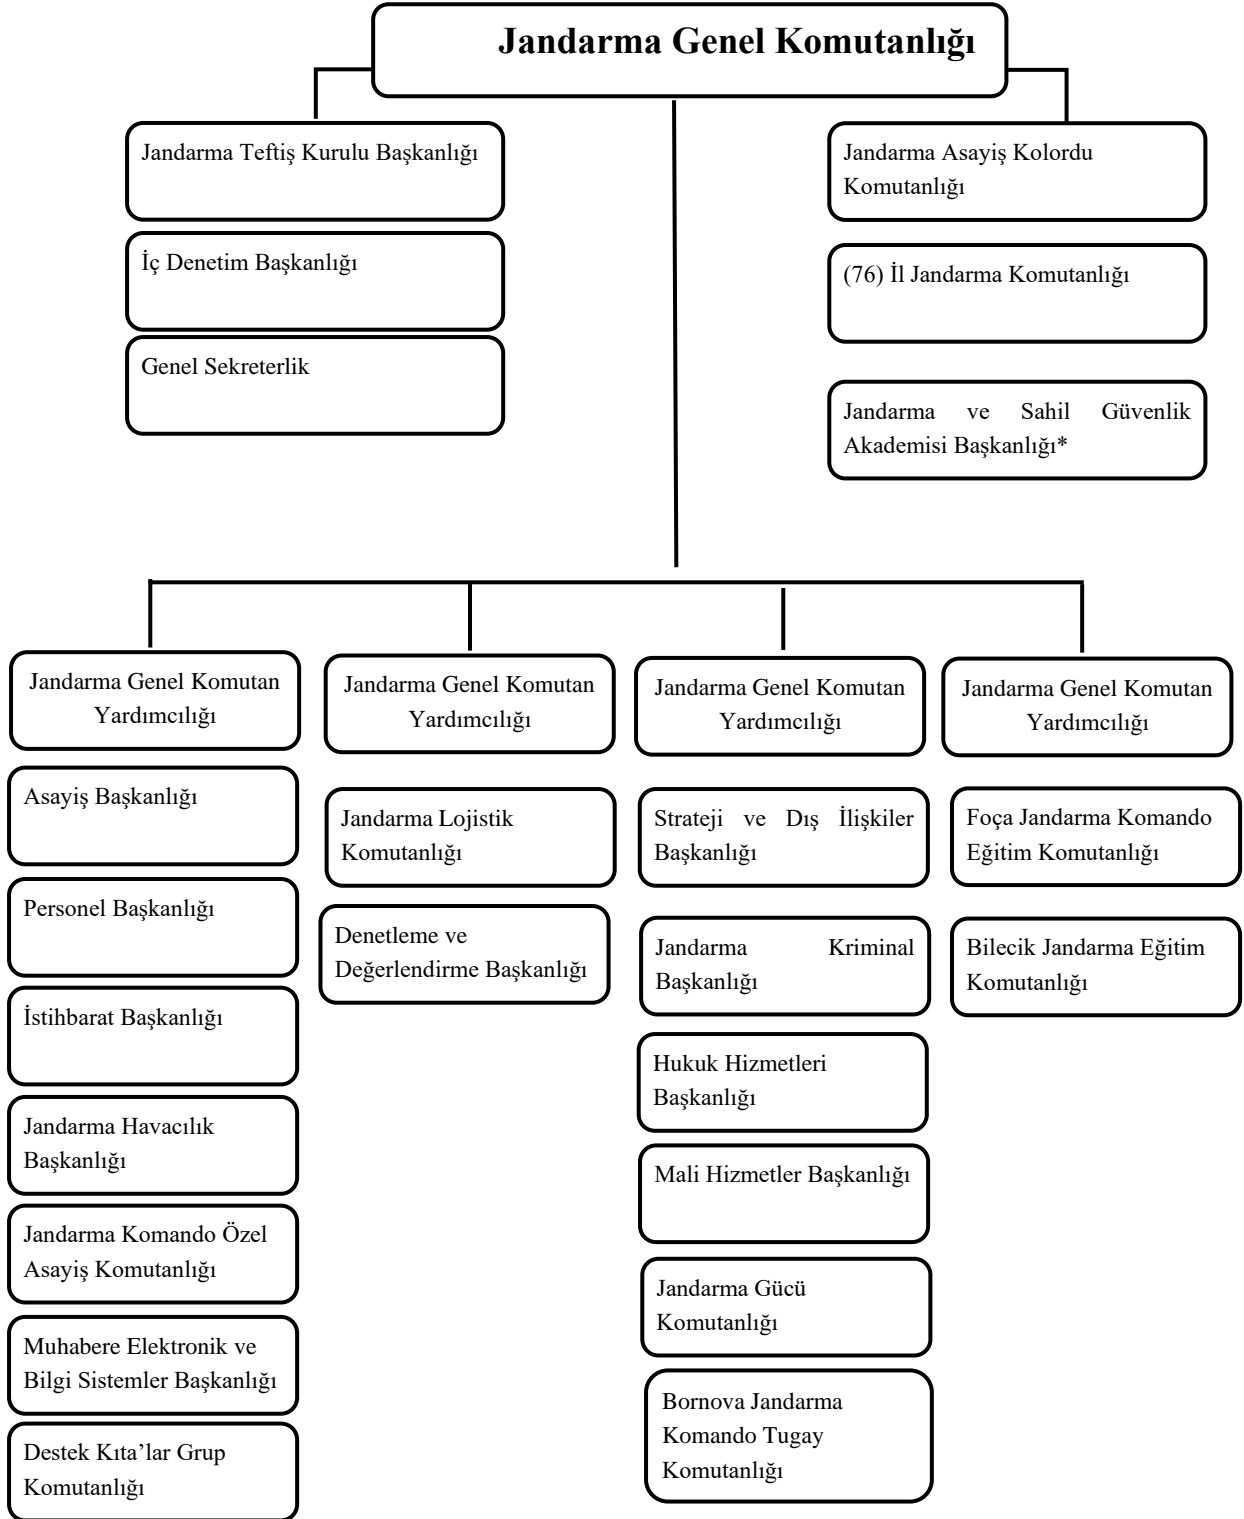 Jandarma Genel Komutanlığı
Jandarma Teftiş Kurulu Başkanlığı
İç Denetim Başkanlığı
Genel Sekreterlik
Jandarma Asayiş Kolordu
Komutanlığı
(76) İl Jandarma Komutanlığı
Jandarma ve Sahil Güvenlik
Akademisi Başkanlığı*
Jandarma Genel Komutan
Yardımcılığı
Asayiş Başkanlığı
Personel Başkanlığı
İstihbarat Başkanlığı
Jandarma Havacılık
Başkanlığı
Jandarma Komando Özel
Asayiş Komutanlığı
Muhabere Elektronik ve
Bilgi Sistemler Başkanlığı
Destek Kıta’lar Grup
Komutanlığı
Jandarma Genel Komutan
Yardımcılığı
Jandarma Lojistik
Komutanlığı
Denetleme ve
Değerlendirme Başkanlığı
Jandarma Genel Komutan
Yardımcılığı
Strateji ve Dış İlişkiler
Başkanlığı
Jandarma Kriminal
Başkanlığı
Hukuk Hizmetleri
Başkanlığı
Mali Hizmetler Başkanlığı
Jandarma Gücü
Komutanlığı
Bornova Jandarma
Komando Tugay
Komutanlığı
Jandarma Genel Komutan
Yardımcılığı
Foça Jandarma Komando
Eğitim Komutanlığı
Bilecik Jandarma Eğitim
Komutanlığı